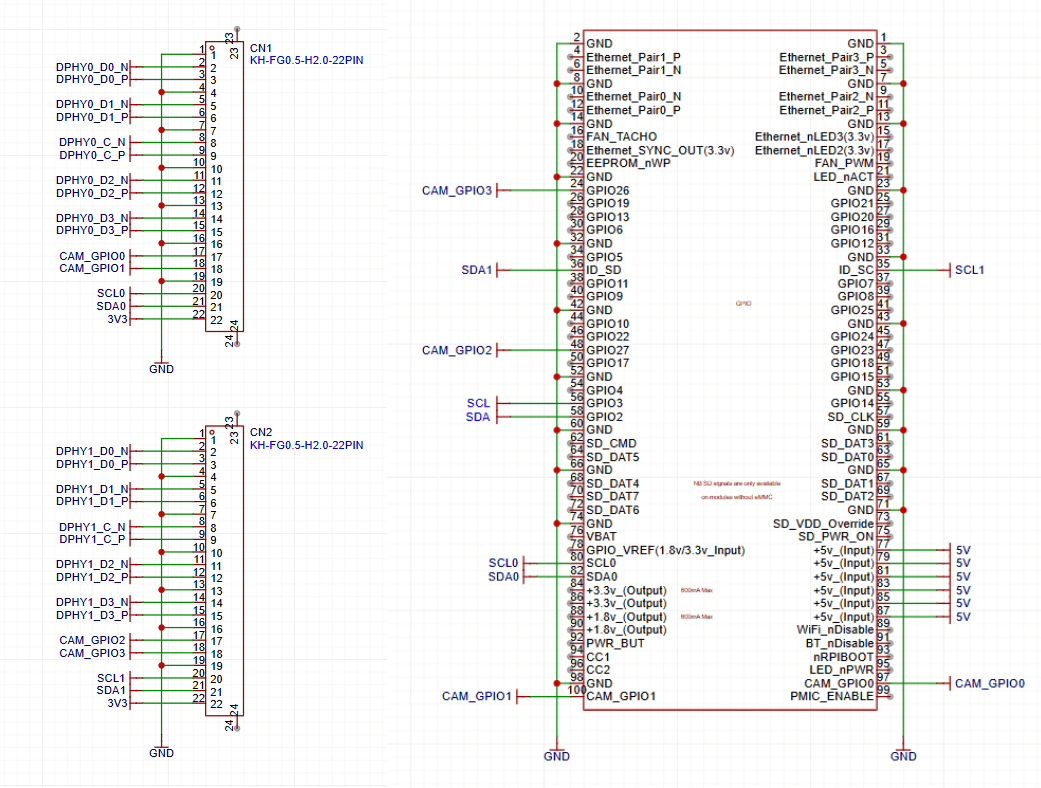 CN1
KH-FG0.5-H2.0-22PIN
23 23
1 1
DPHY0_D0_N 2 2
DPHY0_D0_P 3 3
4 4
DPHY0_D1_N 5 5
DPHY0_D1_P 6 6
7 7
DPHY0_C_N 8 8
DPHY0_C_P 9 9
10 10
DPHY0_D2_N 11 11
DPHY0_D2_P 12 12
13 13
DPHY0_D3_N 14 14
DPHY0_D3_P 15 15
16 16
CAM_GPIO0 17 17
CAM_GPIO1 18 18
19 19
SCL0 20 20
SDA0 21 21
3V3 22 22
24 24
GND
CN2
KH-FG0.5-H2.0-22PIN
23 23
1 1
DPHY1_D0_N 2 2
DPHY1_D0_P 3 3
4 4
DPHY1_D1_N 5 5
DPHY1_D1_P 6 6
7 7
DPHY1_C_N 8 8
DPHY1_C_P 9 9
10 10
DPHY1_D2_N 11 11
DPHY1_D2_P 12 12
13 13
DPHY1_D3_N 14 14
DPHY1_D3_P 15 15
16 16
CAM_GPIO2 17 17
CAM_GPIO3 18 18
19 19
SCL1 20 20
SDA1 21 21
3V3 22 22
24 24
GND
2 GND GND 1
4 Ethernet_Pair1_P Ethernet_Pair3_P 3
6 Ethernet_Pair1_N Ethernet_Pair3_N 5
8 GND GND 7
10 Ethernet_Pair0_N Ethernet_Pair2_N 9
12 Ethernet_Pair0_P Ethernet_Pair2_P 11
14 GND GND 13
16 FAN_TACHO Ethernet_nLED3(3.3v) 15
18 Ethernet_SYNC_OUT(3.3v) Ethernet_nLED2(3.3v) 17
20 EEPROM_nWP FAN_PWM 19
22 GND LED_nACT 21
CAM_GPIO3 24 GPIO26 GND 23
26 GPIO19 GPIO21 25
28 GPIO13 GPIO20 27
30 GPIO6 GPIO16 29
32 GND GPIO12 31
34 GPIO5 GND 33
SDA1 36 ID_SD ID_SC 35 SCL1
38 GPIO11 GPIO7 37
40 GPIO9 GPIO8 39
GPIO
42 GND GPIO25 41
44 GPIO10 GND 43
46 GPIO22 GPIO24 45
CAM_GPIO2 48 GPIO27 GPIO23 47
50 GPIO17 GPIO18 49
52 GND GPIO15 51
54 GPIO4 GND 53
SCL 56 GPIO3 GPIO14 55
SDA 58 GPIO2 SD_CLK 57
60 GND GND 59
62 SD_CMD SD_DAT3 61
64 SD_DAT5 SD_DAT0 63
66 GND GND 65
68 SD_DAT4 NB SD signals are only available SD_DAT1 67
70 SD_DAT7 on modules without eMMC SD_DAT2 69
72 SD_DAT6 GND 71
74 GND SD_VDD_Override 73
76 VBAT SD_PWR_ON 75
78 GPIO_VREF(1.8v/3.3v_Input) +5v_(Input) 77 5V
SCL0 80 SCL0 +5v_(Input) 79 5V
SDA0 82 SDA0 +5v_(Input) 81 5V
84 +3.3v_(Output) 600mA Max +5v_(Input) 83 5V
86 +3.3v_(Output) +5v_(Input) 85 5V
88 +1.8v_(Output) 600mA Max +5v_(Input) 87 5V
90 +1.8v_(Output) WiFi_nDisable 89
92 PWR_BUT BT_nDisable 91
94 CC1 nRPIBOOT 93
96 CC2 LED_nPWR 95
98 GND CAM_GPIO0 97 CAM_GPIO0
CAM_GPIO1 100 CAM_GPIO1 PMIC_ENABLE 99
GND GND